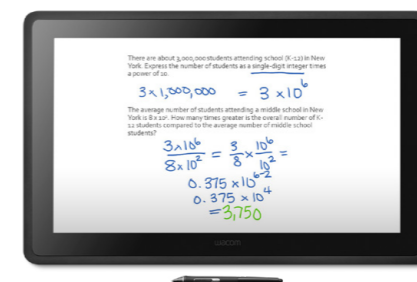 There are about 3,000,000 students attending school (K-12) in New
York. Express the number of students as a single-digit integer times
a power of 10.
3×1,000,000 = 3 ×10⁶
The average number of students attending a middle school in New
York is 8 x 10². How many times greater is the overall number of K-
12 students compared to the average number of middle school
students?
3×10⁶ / 8×10² = 3/8 × 10⁶/10² =
0.375 ×10⁶⁻²
0.375 × 10⁴
=3,750
wacom